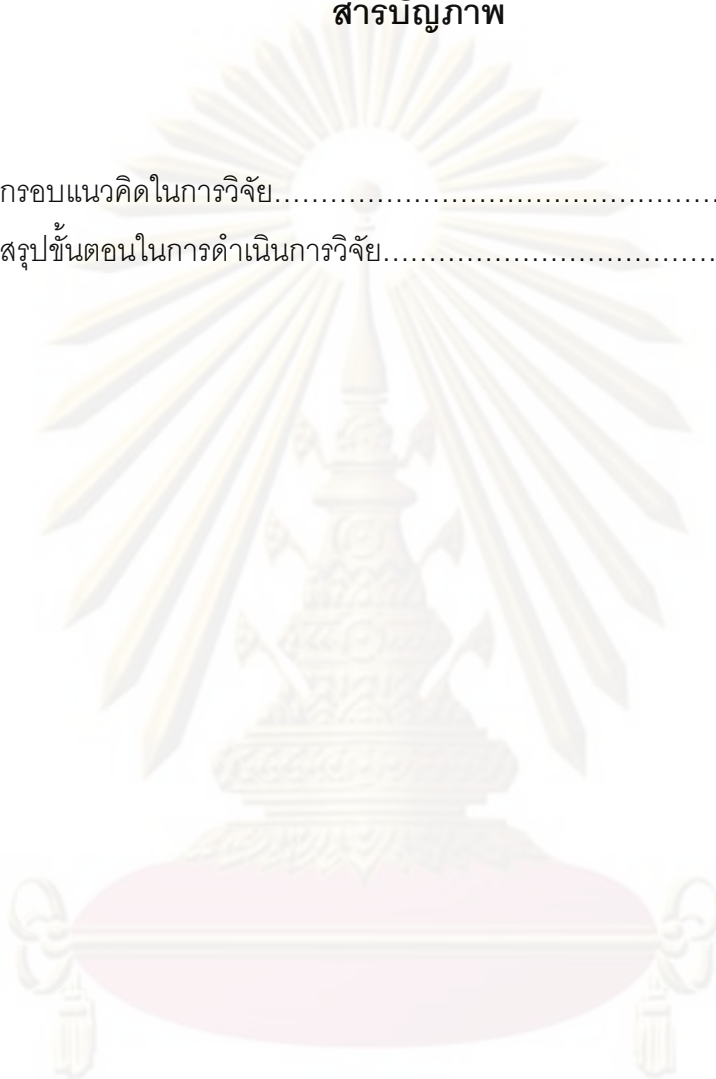 สารบัญภาพ
กรอบแนวคิดในการวิจัย................................................
สรุปขั้นตอนในการดำเนินการวิจัย....................................